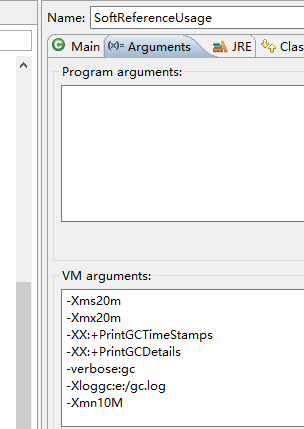 Name: SoftReferenceUsage
Main (x)= Arguments JRE Clas
Program arguments:
VM arguments:
-Xms20m
-Xmx20m
-XX:+PrintGCTimeStamps
-XX:+PrintGCDetails
-verbose:gc
-Xloggc:e:/gc.log
-Xmn10M